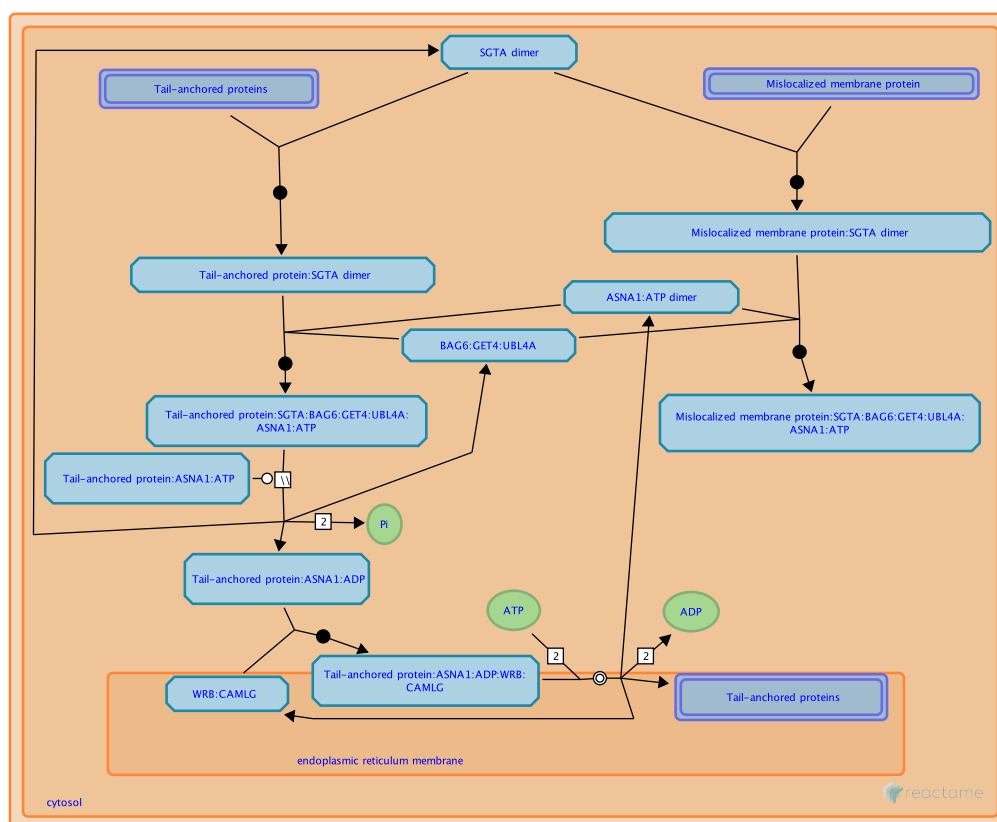 SGTA dimer
Tail-anchored proteins
Mislocalized membrane protein
Mislocalized membrane protein:SGTA dimer
Tail-anchored protein:SGTA dimer
ASNA1:ATP dimer
BAG6:GET4:UBL4A
Tail-anchored protein:SGTA:BAG6:GET4:UBL4A:
ASNA1:ATP
Mislocalized membrane protein:SGTA:BAG6:GET4:UBL4A:
ASNA1:ATP
Tail-anchored protein:ASNA1:ATP
\\
2
Pi
Tail-anchored protein:ASNA1:ADP
ATP
ADP
2
2
Tail-anchored protein:ASNA1:ADP:WRB:
CAMLG
WRB:CAMLG
Tail-anchored proteins
endoplasmic reticulum membrane
reactome
cytosol